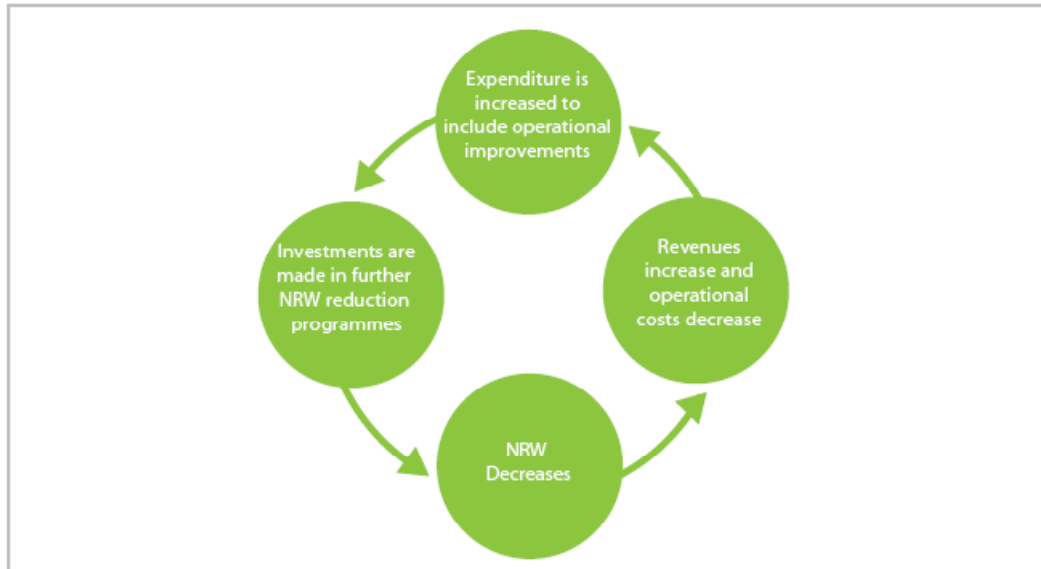 Expenditure is
increased to
include operational
improvements
Investments are
made in further
NRW reduction
programmes
Revenues
increase and
operational
costs decrease
NRW
Decreases